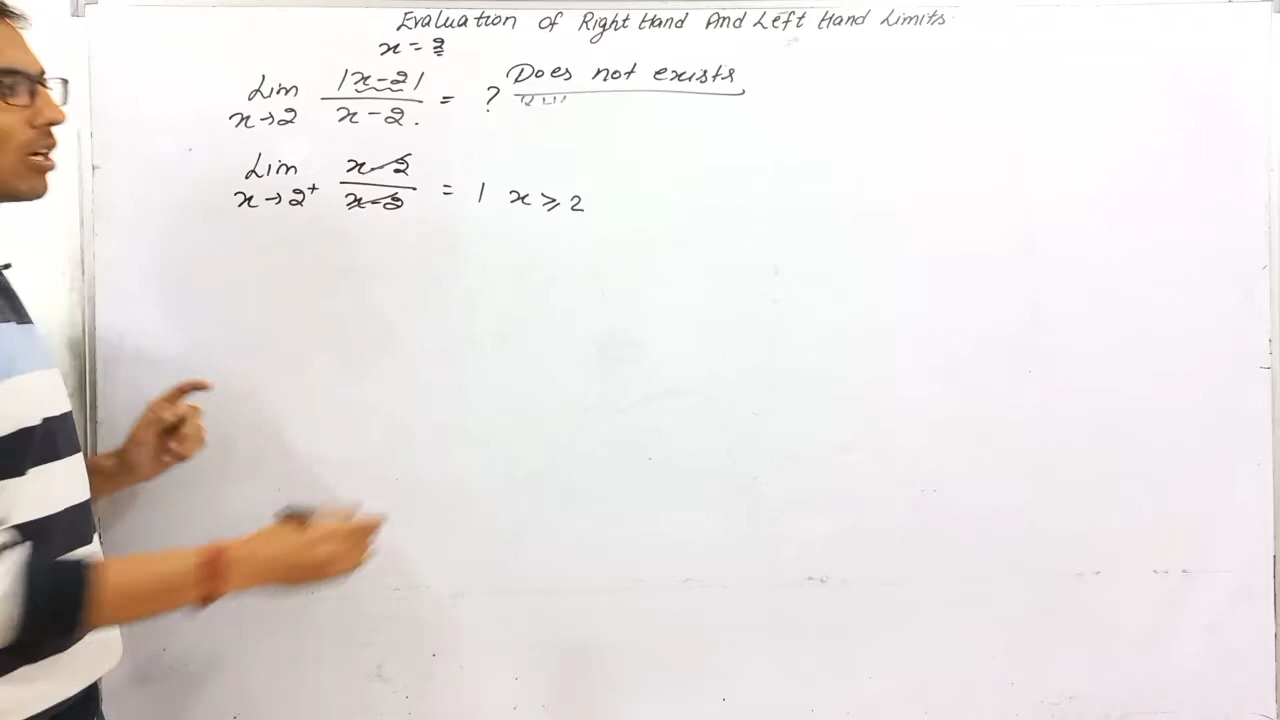 Evaluation of Right Hand And Left Hand Limits
x = 2
Lim x→2 |x-2| / x-2. = ? Does not exists
Lim x→2+ x-2 / x-2 = 1 x ⩾ 2